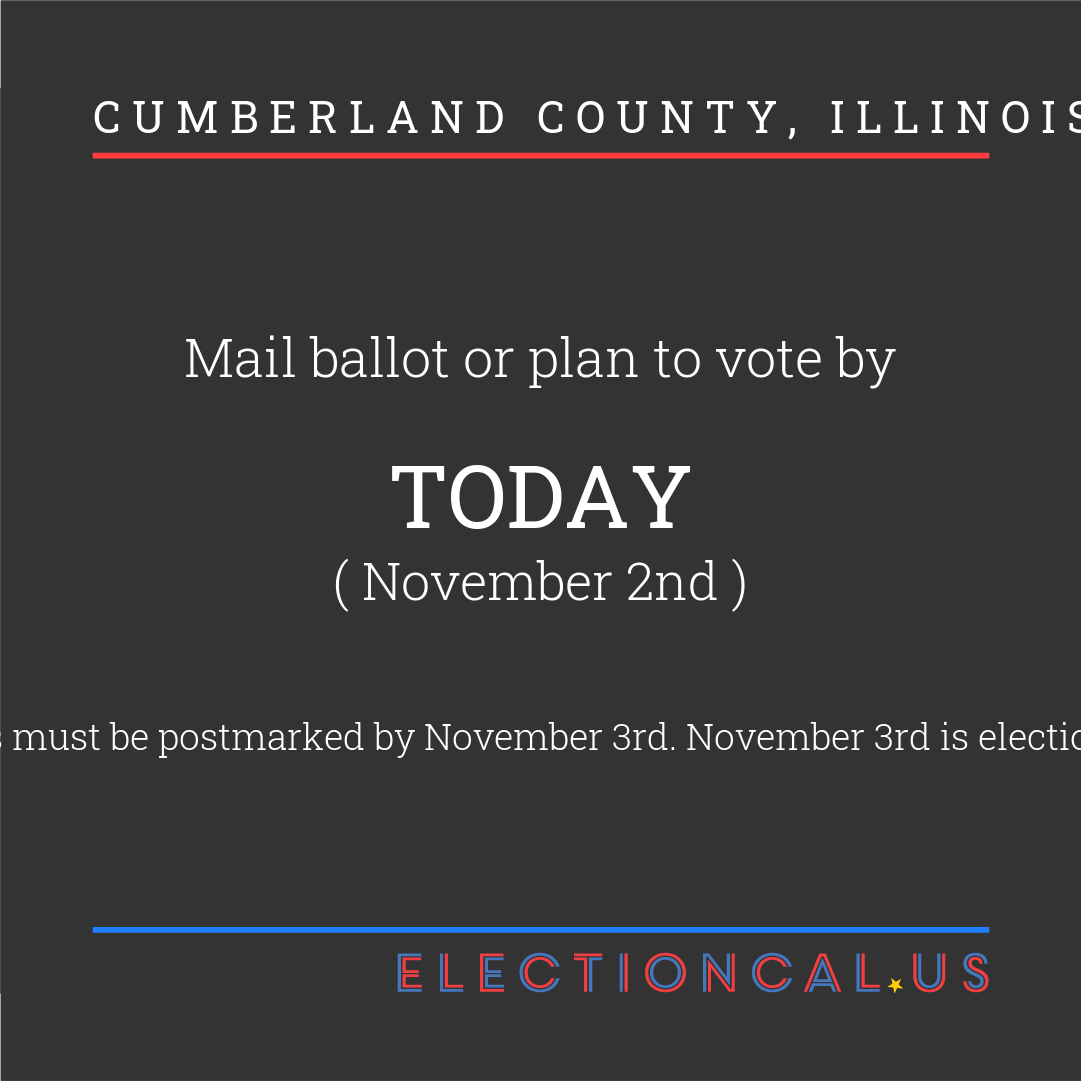 CUMBERLAND COUNTY, ILLINOIS
Mail ballot or plan to vote by
TODAY
( November 2nd )
must be postmarked by November 3rd. November 3rd is
ELECTIONCAL.US